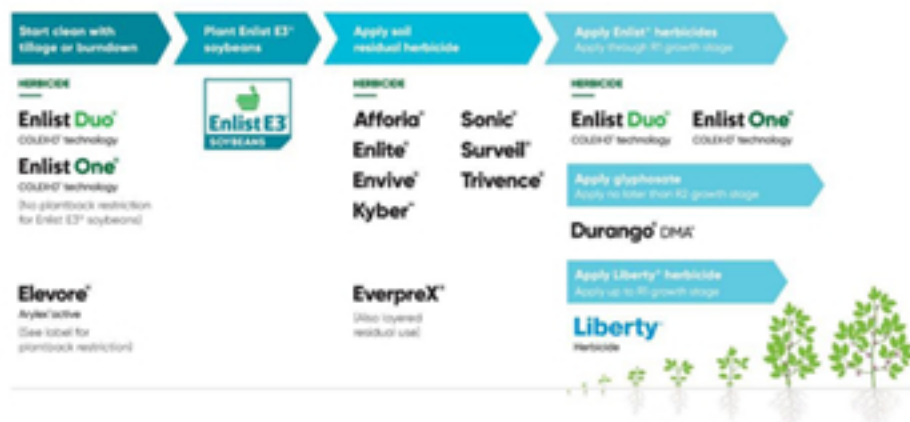 Start clean with
tillage or burndown
HERBICIDE
Enlist Duo®
COLEX-D® technology
Enlist One®
COLEX-D® technology
(No plantback restriction
for Enlist E3® soybeans)
Elevore®
Arylex® active
(See label for
plantback restriction)
Plant Enlist E3®
soybeans
Enlist E3®
SOYBEANS
Apply soil
residual herbicide
HERBICIDE
Afforia®
Enlite®
Envive®
Kyber™
Sonic®
Surveil®
Trivence®
EverpreX®
(Also layered
residual use)
Apply Enlist® herbicides
Apply through R1 growth stage
HERBICIDE
Enlist Duo®
COLEX-D® technology
Enlist One®
COLEX-D® technology
Apply glyphosate
Apply no later than R2 growth stage
Durango® DMA®
Apply Liberty® herbicide
Apply up to R1 growth stage
Liberty™
Herbicide